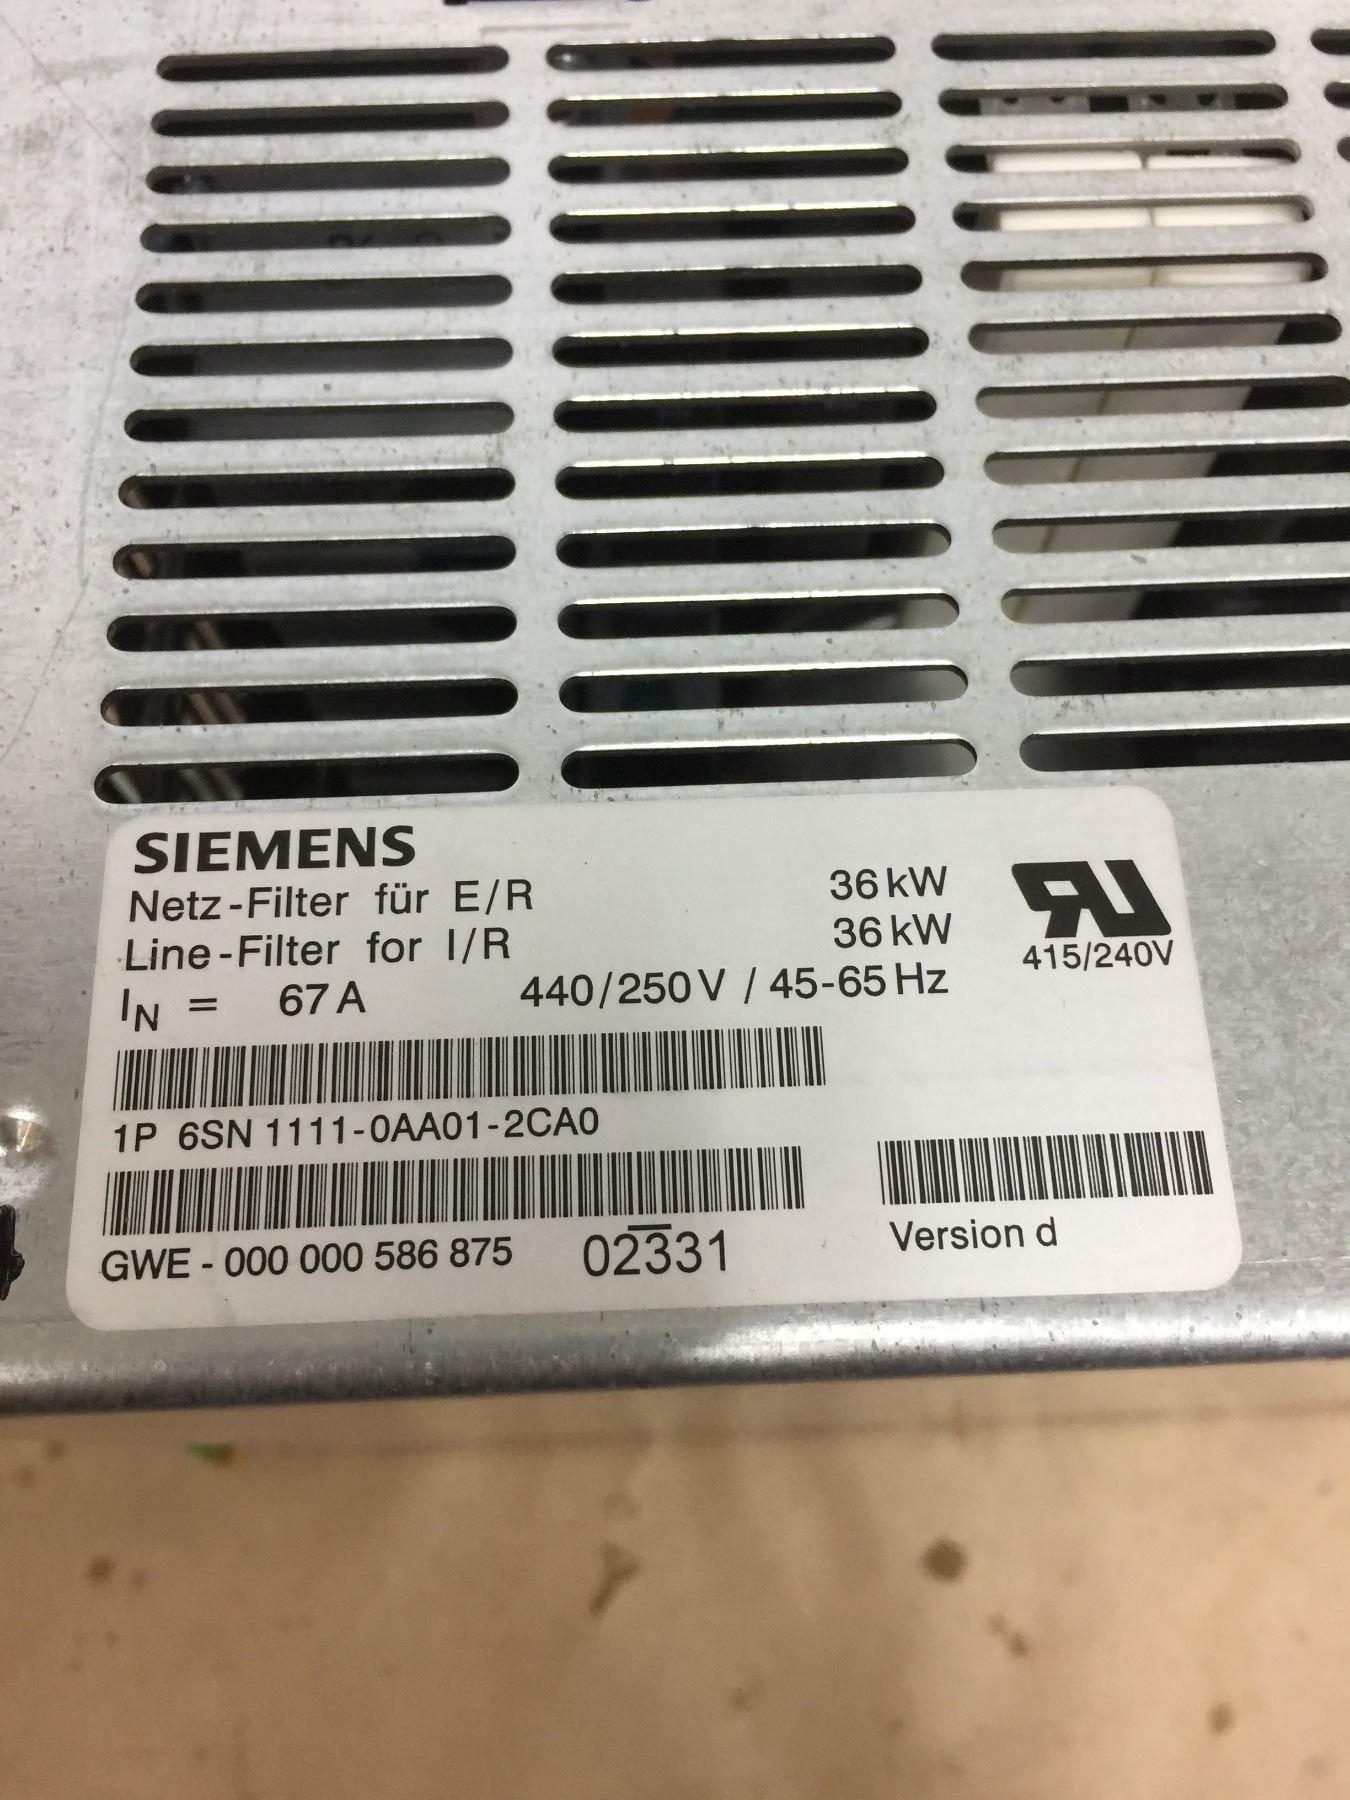 SIEMENS
Netz-Filter für E/R 36 kW
Line-Filter for I/R 36 kW
IN = 67 A 440/250 V / 45-65 Hz
RU
415/240V
1P 6SN 1111-0AA01-2CA0
GWE - 000 000 586 875 02331
Version d